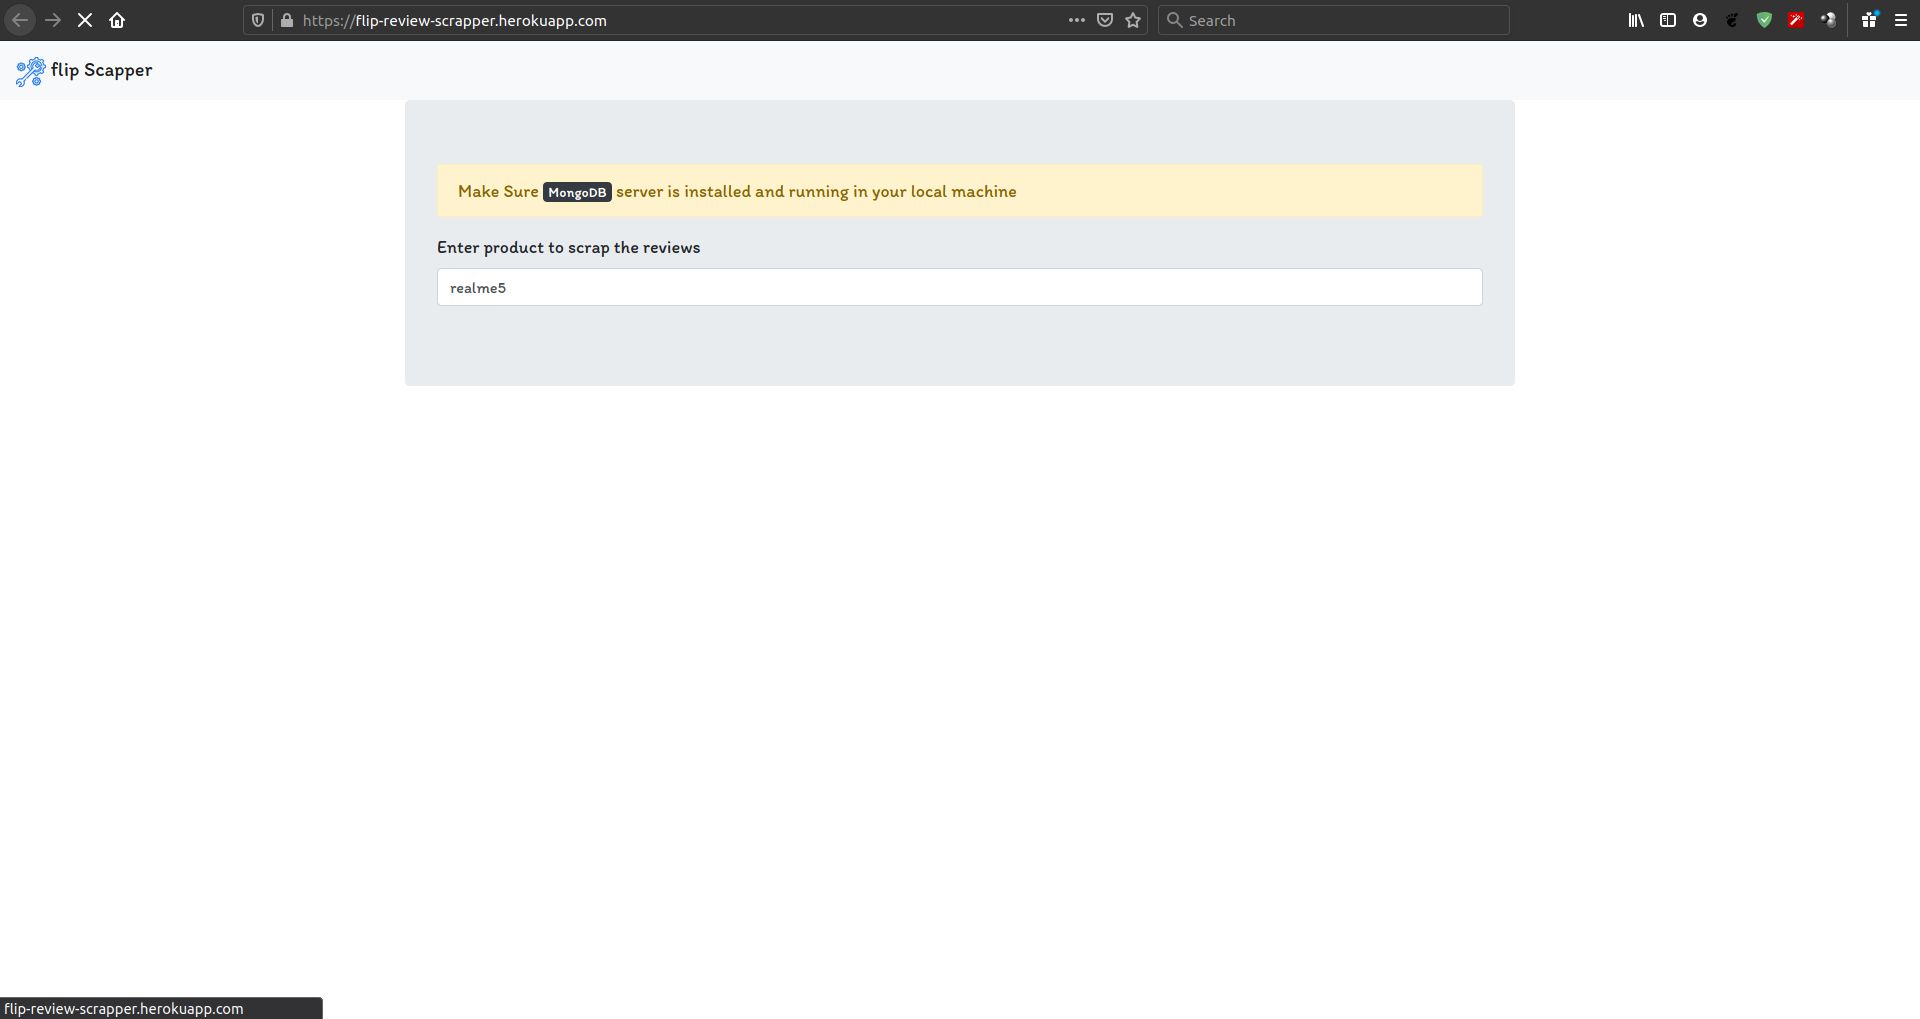 https://flip-review-scrapper.herokuapp.com
Search
flip Scapper
Make Sure MongoDB server is installed and running in your local machine
Enter product to scrap the reviews
realme5
flip-review-scrapper.herokuapp.com